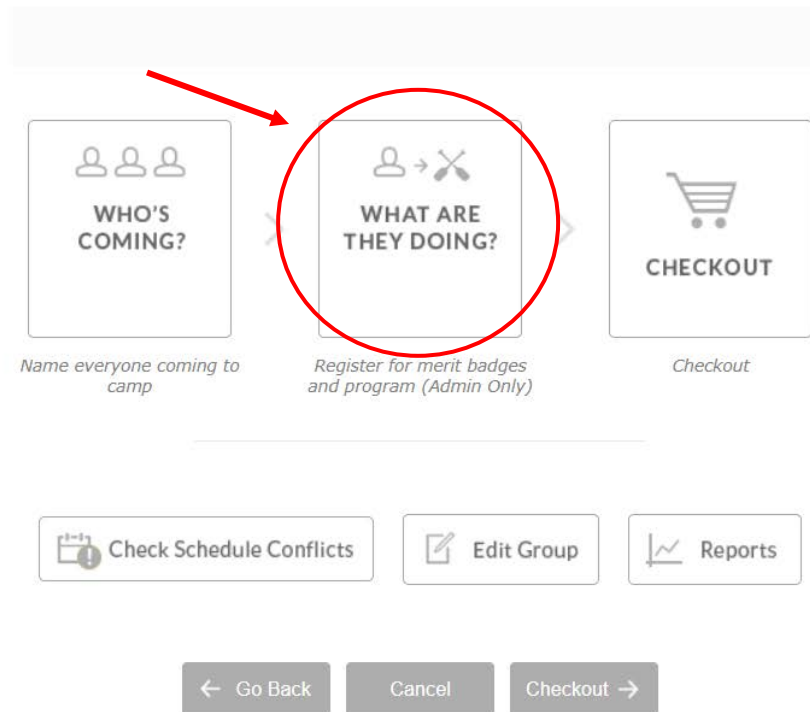 WHO'S
COMING?
WHAT ARE
THEY DOING?
CHECKOUT
Name everyone coming to
camp
Register for merit badges
and program (Admin Only)
Checkout
Check Schedule Conflicts
Edit Group
Reports
Go Back
Cancel
Checkout